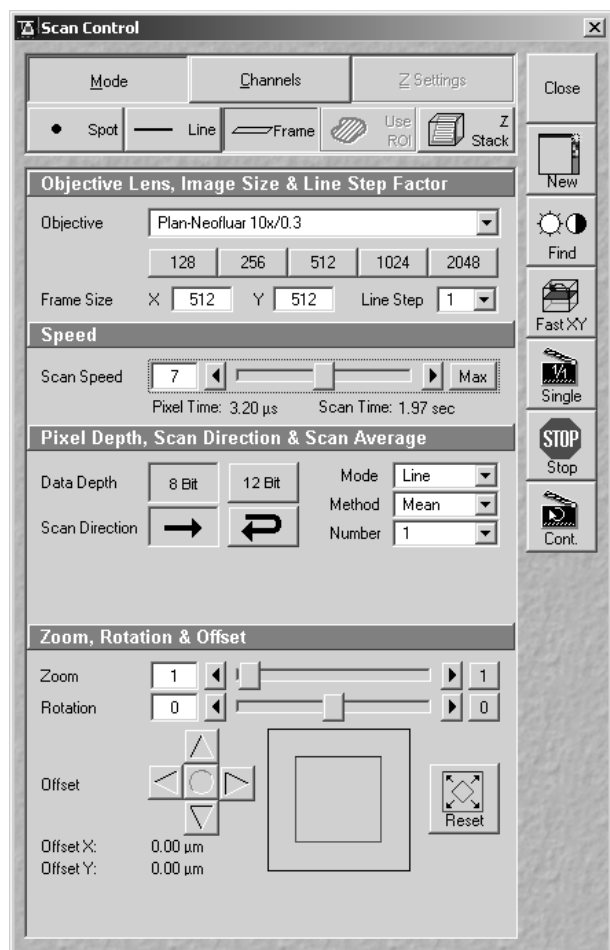 Scan Control
Mode Channels Z Settings Close
Spot Line Frame Use ROI Z Stack
New
Objective Lens, Image Size & Line Step Factor
Objective Plan-Neofluar 10x/0.3
Find
128 256 512 1024 2048
Frame Size X 512 Y 512 Line Step 1
Fast XY
Speed
Scan Speed 7 Max
1/1
Single
Pixel Time: 3.20 µs Scan Time: 1.97 sec
Pixel Depth, Scan Direction & Scan Average
STOP
Stop
Data Depth 8 Bit 12 Bit Mode Line
Method Mean
Scan Direction Number 1
Cont.
Zoom, Rotation & Offset
Zoom 1 1
Rotation 0 0
Offset
Reset
Offset X: 0.00 µm
Offset Y: 0.00 µm